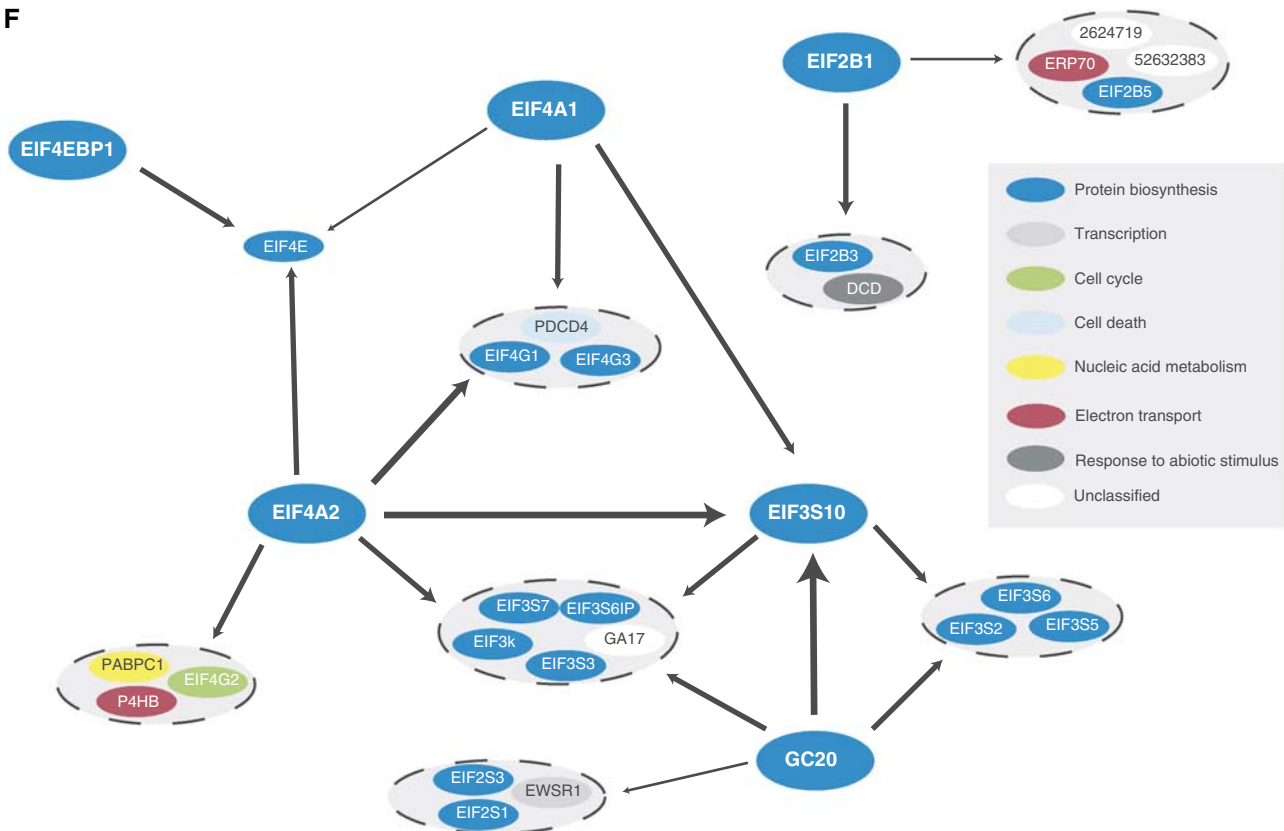 F
2624719
EIF2B1
ERP70
52632383
EIF2B5
EIF4A1
EIF4EBP1
EIF4E
EIF2B3
DCD
Protein biosynthesis
Transcription
Cell cycle
Cell death
Nucleic acid metabolism
Electron transport
Response to abiotic stimulus
Unclassified
PDCD4
EIF4G1
EIF4G3
EIF4A2
EIF3S10
EIF3S7
EIF3S6IP
EIF3k
GA17
EIF3S3
EIF3S6
EIF3S2
EIF3S5
PABPC1
EIF4G2
P4HB
GC20
EIF2S3
EWSR1
EIF2S1